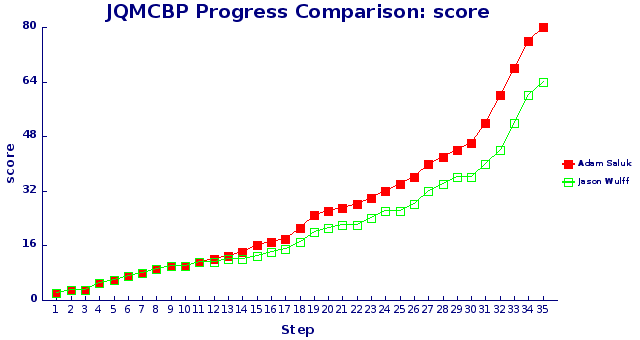 JQMCBP Progress Comparison: score
80
64
48
32
16
0
score
1 2 3 4 5 6 7 8 9 10 11 12 13 14 15 16 17 18 19 20 21 22 23 24 25 26 27 28 29 30 31 32 33 34 35
Step
Adam Saluk
Jason Wulff